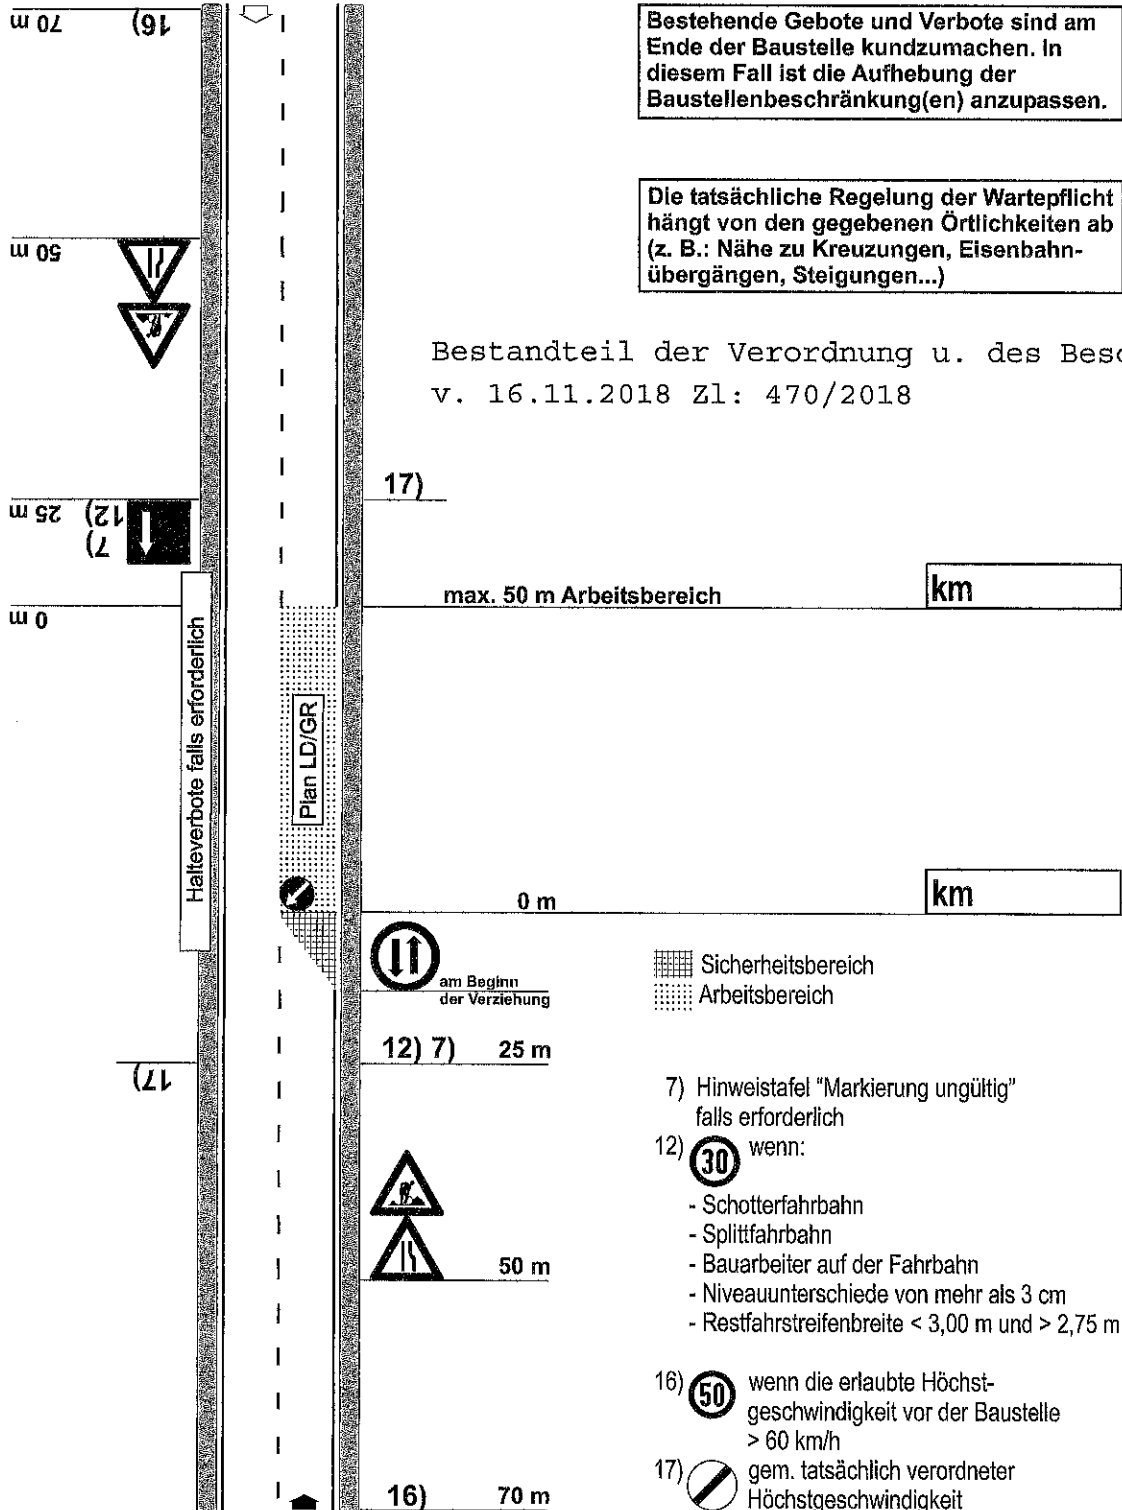 70 m
16)
Bestehende Gebote und Verbote sind am
Ende der Baustelle kundzumachen. In
diesem Fall ist die Aufhebung der
Baustellenbeschränkung(en) anzupassen.
Die tatsächliche Regelung der Wartepflicht
hängt von den gegebenen Örtlichkeiten ab
(z. B.: Nähe zu Kreuzungen, Eisenbahn-
übergängen, Steigungen...)
50 m
Bestandteil der Verordnung u. des
v. 16.11.2018 Zl: 470/2018
17)
25 m
12)
7)
max. 50 m Arbeitsbereich
km
0 m
Halteverbote falls erforderlich
Plan LD/GR
0 m
km
am Beginn
der Verziehung
Sicherheitsbereich
Arbeitsbereich
12) 7) 25 m
17)
7) Hinweistafel "Markierung ungültig"
falls erforderlich
12) 30 wenn:
- Schotterfahrbahn
- Splittfahrbahn
- Bauarbeiter auf der Fahrbahn
- Niveauunterschiede von mehr als 3 cm
- Restfahrstreifenbreite < 3,00 m und > 2,75 m
50 m
16) 50 wenn die erlaubte Höchst-
geschwindigkeit vor der Baustelle
> 60 km/h
17) gem. tatsächlich verordneter
Höchstgeschwindigkeit
16) 70 m